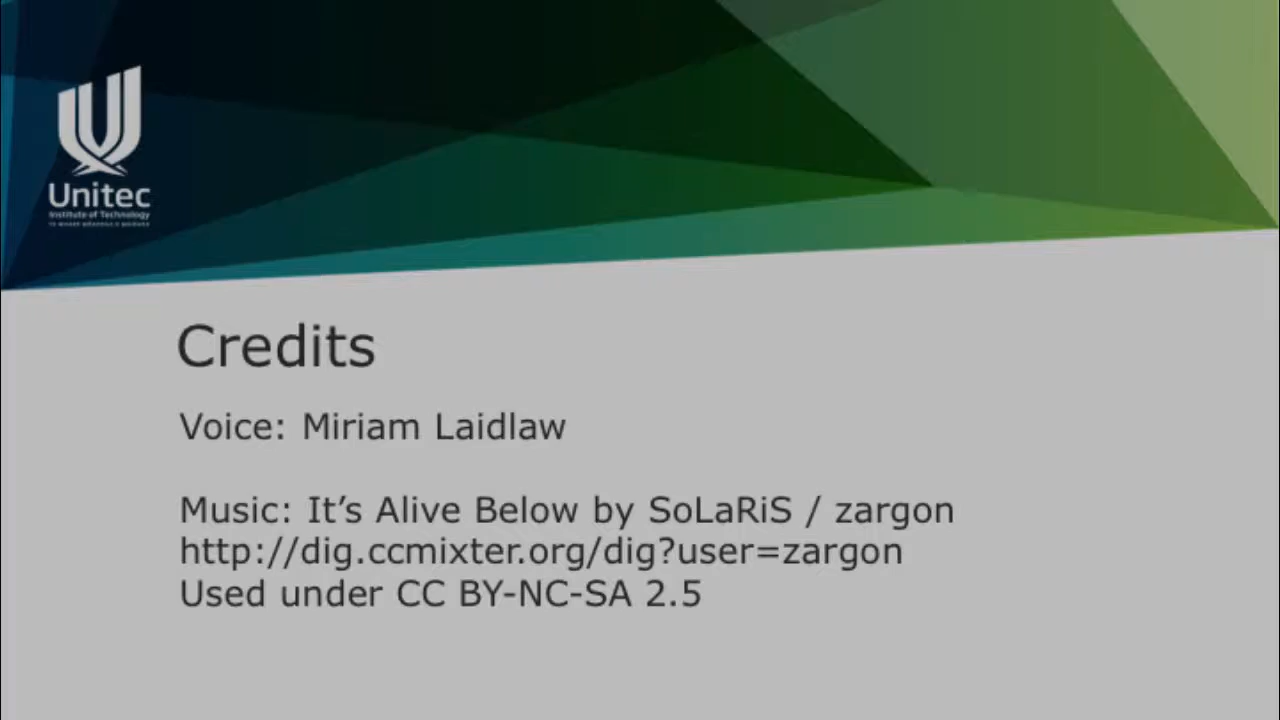 Unitec
Institute of Technology
Credits
Voice: Miriam Laidlaw
Music: It’s Alive Below by SoLaRiS / zargon
http://dig.ccmixter.org/dig?user=zargon
Used under CC BY-NC-SA 2.5